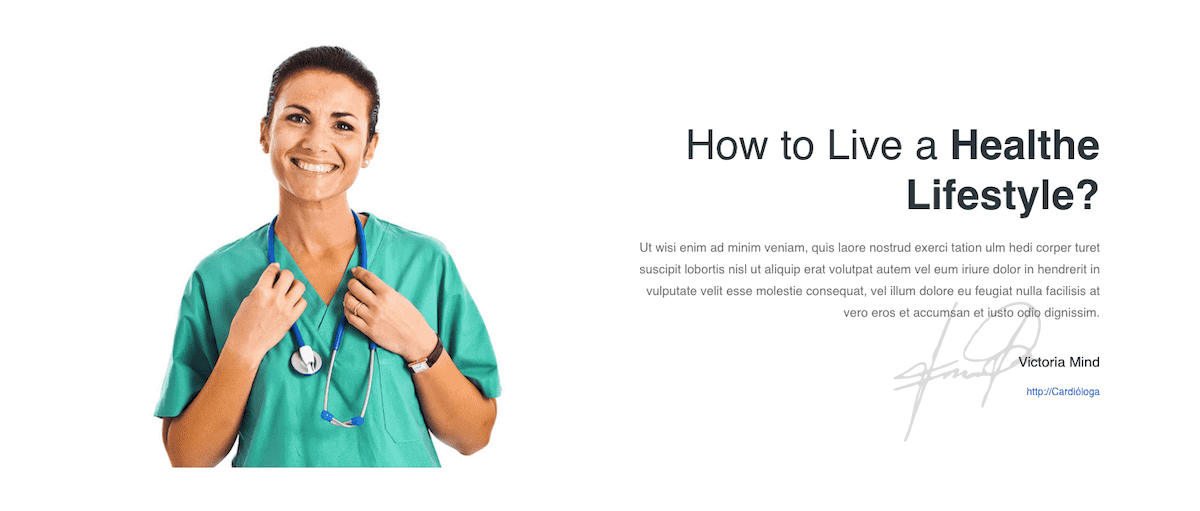 How to Live a Healthe
Lifestyle?
Ut wisi enim ad minim veniam, quis laore nostrud exerci tation ulm hedi corper turet
suscipit lobortis nisl ut aliquip erat volutpat autem vel eum iriure dolor in hendrerit in
vulputate velit esse molestie consequat, vel illum dolore eu feugiat nulla facilisis at
vero eros et accumsan et iusto odio dignissim.
Victoria Mind
http://Cardióloga